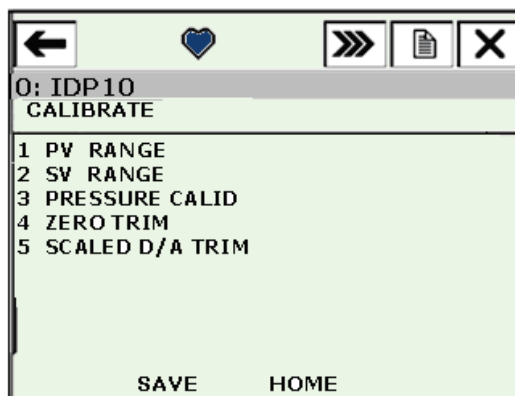 0: IDP10
CALIBRATE
1 PV RANGE
2 SV RANGE
3 PRESSURE CALID
4 ZERO TRIM
5 SCALED D/A TRIM
SAVE HOME